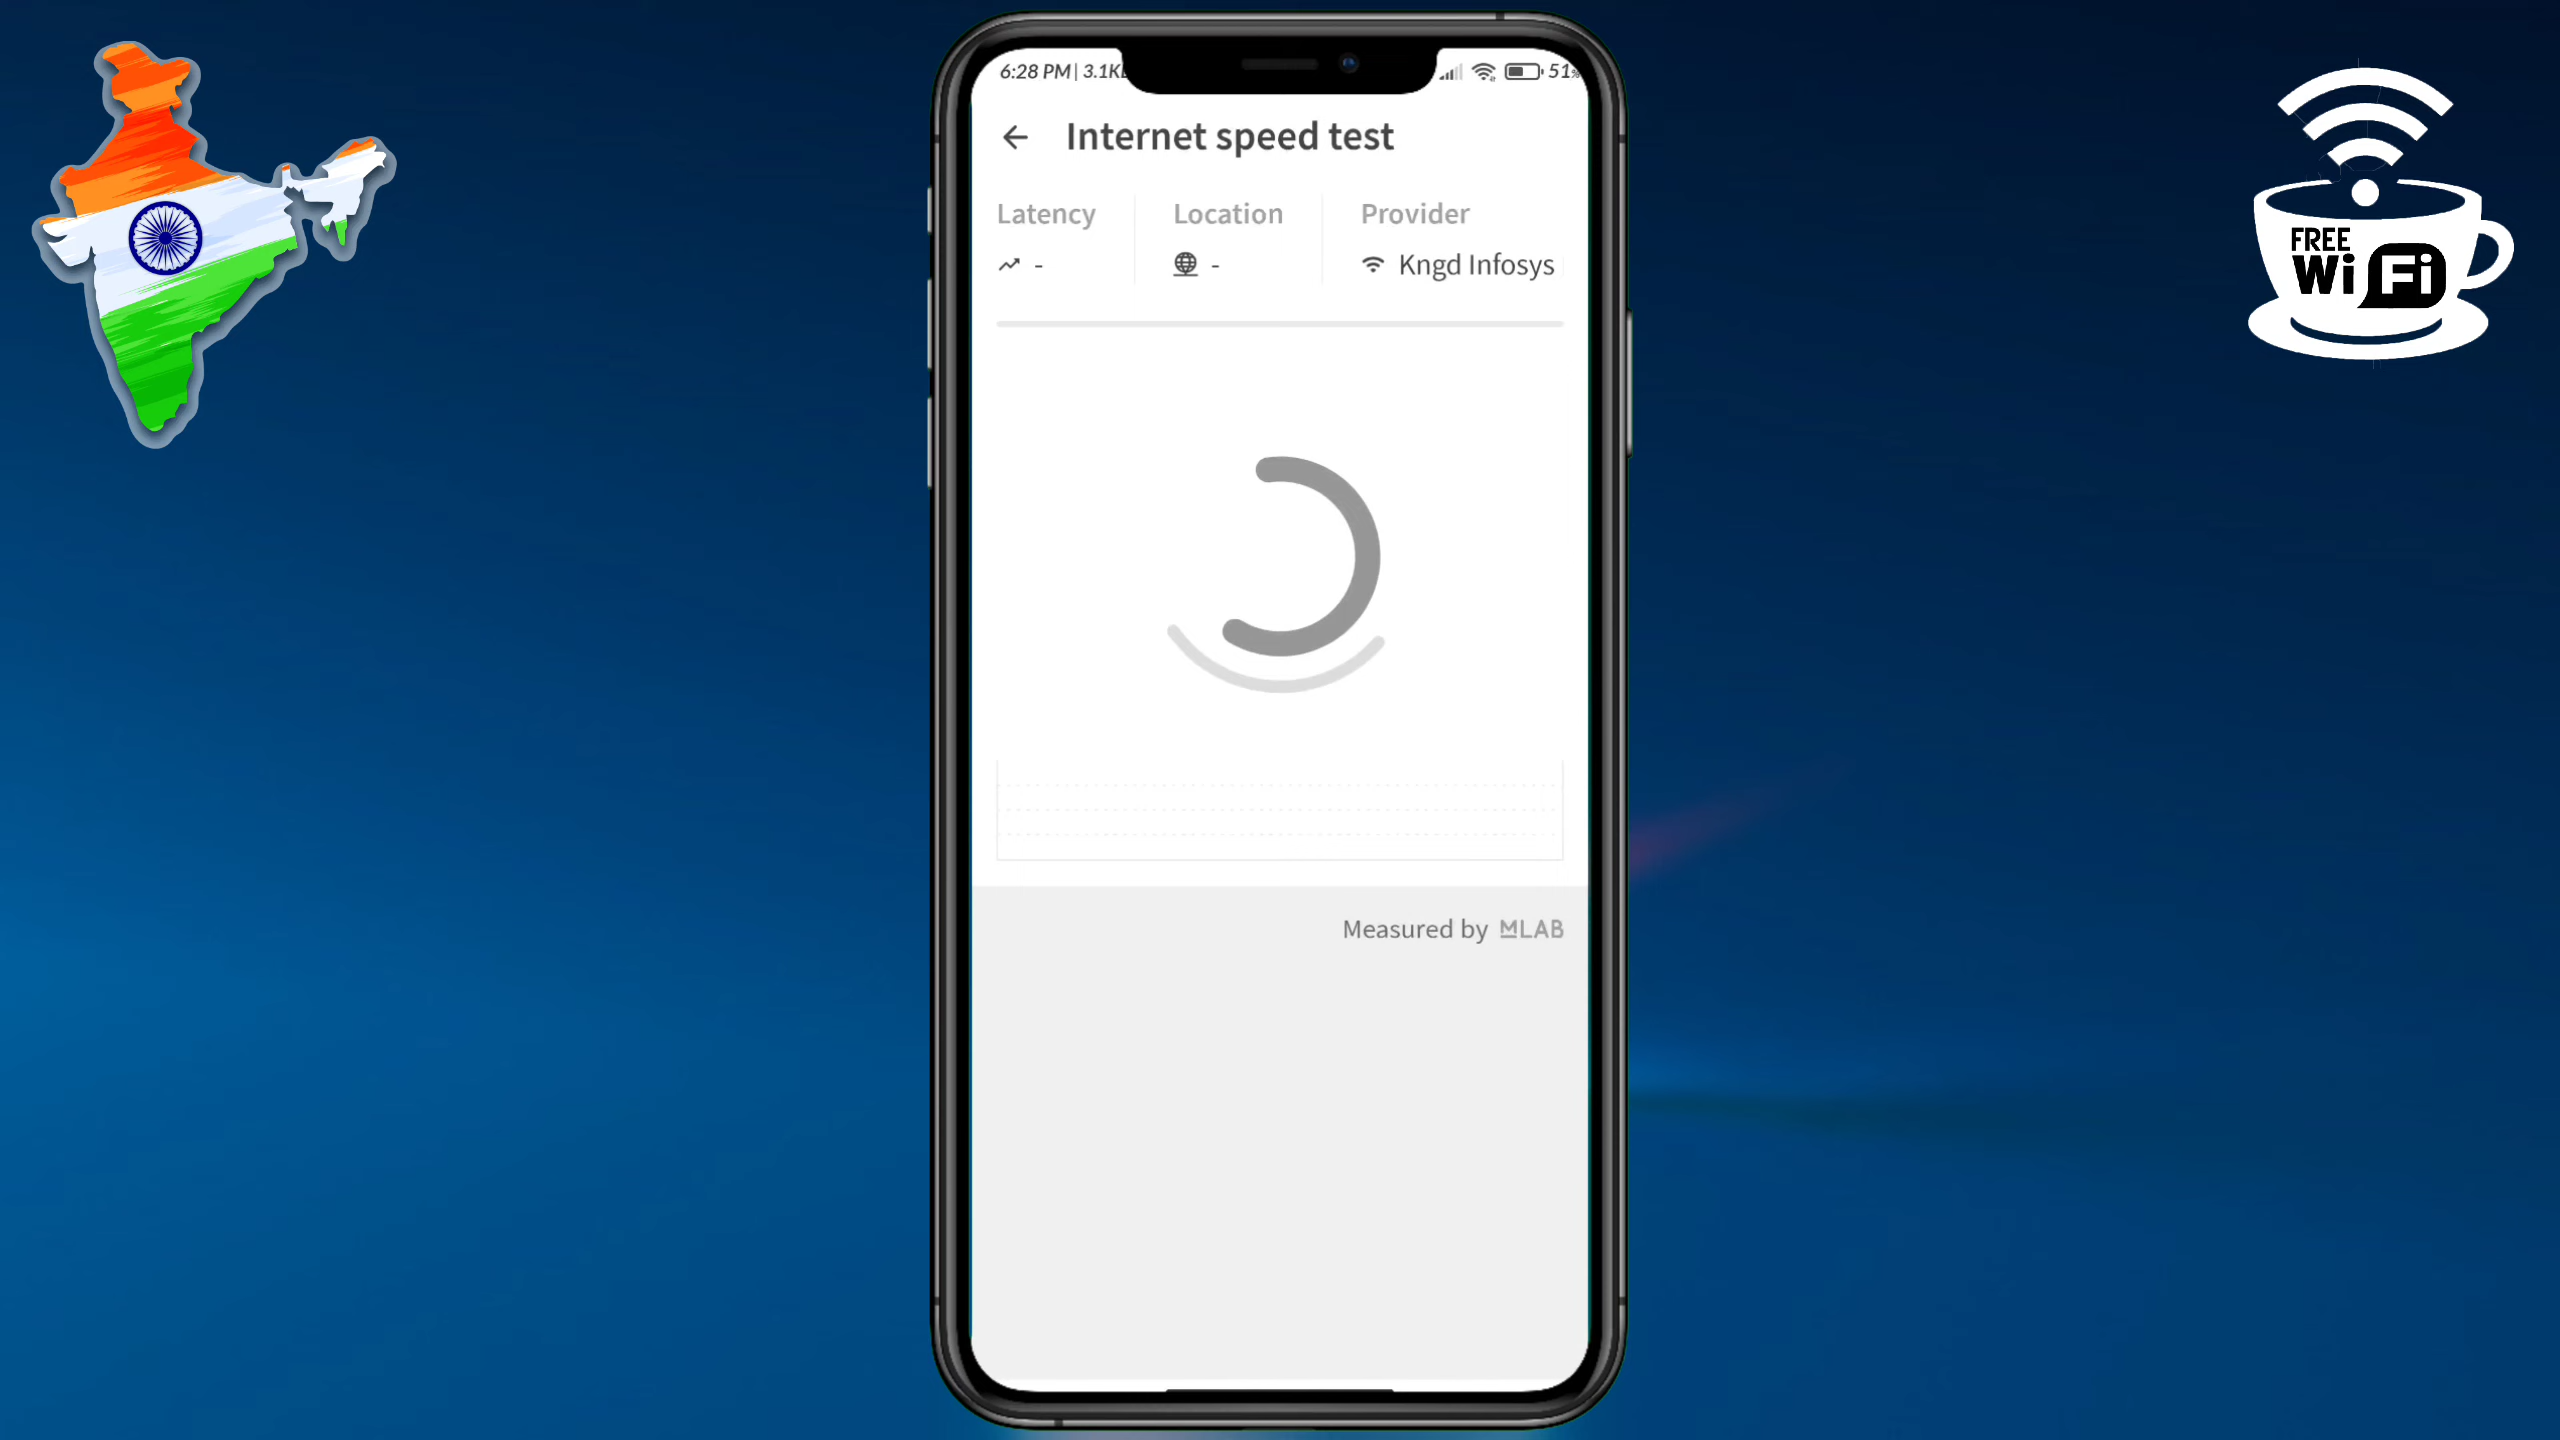 6:28 PM | 3.1K
51%
Internet speed test
Latency
Location
Provider
-
-
Kngd Infosys
Measured by MLAB
FREE
Wi Fi